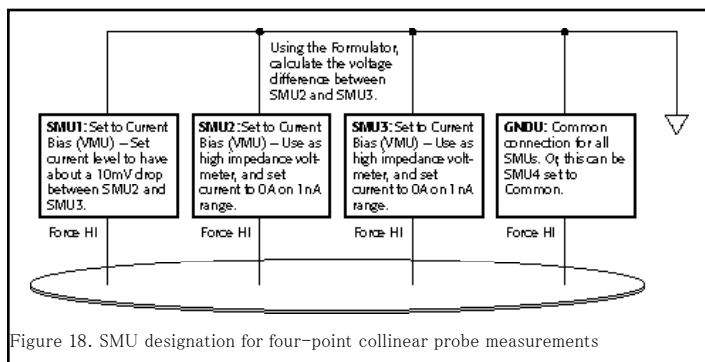 Using the Formulator,
calculate the voltage
difference between
SMU2 and SMU3.
SMU1: Set to Current
Bias (VMU) – Set
current level to have
about a 10mV drop
between SMU2 and
SMU3.
SMU2: Set to Current
Bias (VMU) – Use as
high impedance volt-
meter, and set
current to 0A on 1nA
range.
SMU3: Set to Current
Bias (VMU) – Use as
high impedance volt-
meter, and set
current to 0A on 1nA
range.
GNDU: Common
connection for all
SMUs. Or, this can be
SMU4 set to
Common.
Force HI
Force HI
Force HI
Force HI
Figure 18. SMU designation for four-point collinear probe measurements